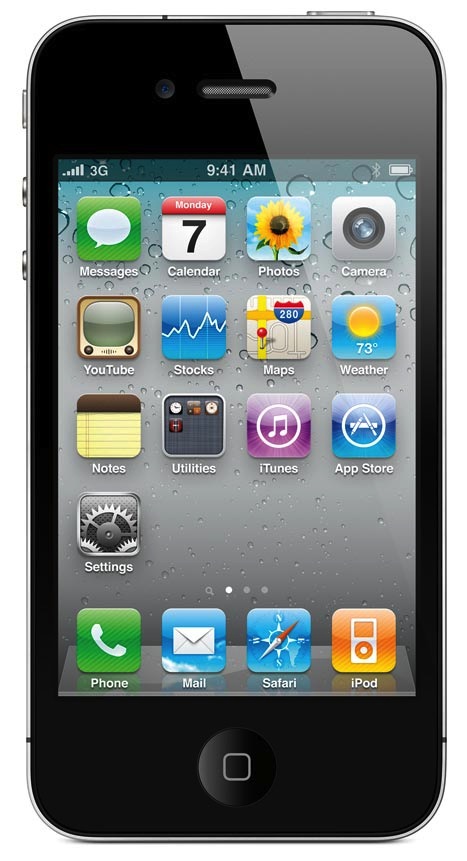 3G 9:41 AM
Monday
7
280
73°
Messages Calendar Photos Camera
YouTube Stocks Maps Weather
Notes Utilities iTunes App Store
Settings
Phone Mail Safari iPod